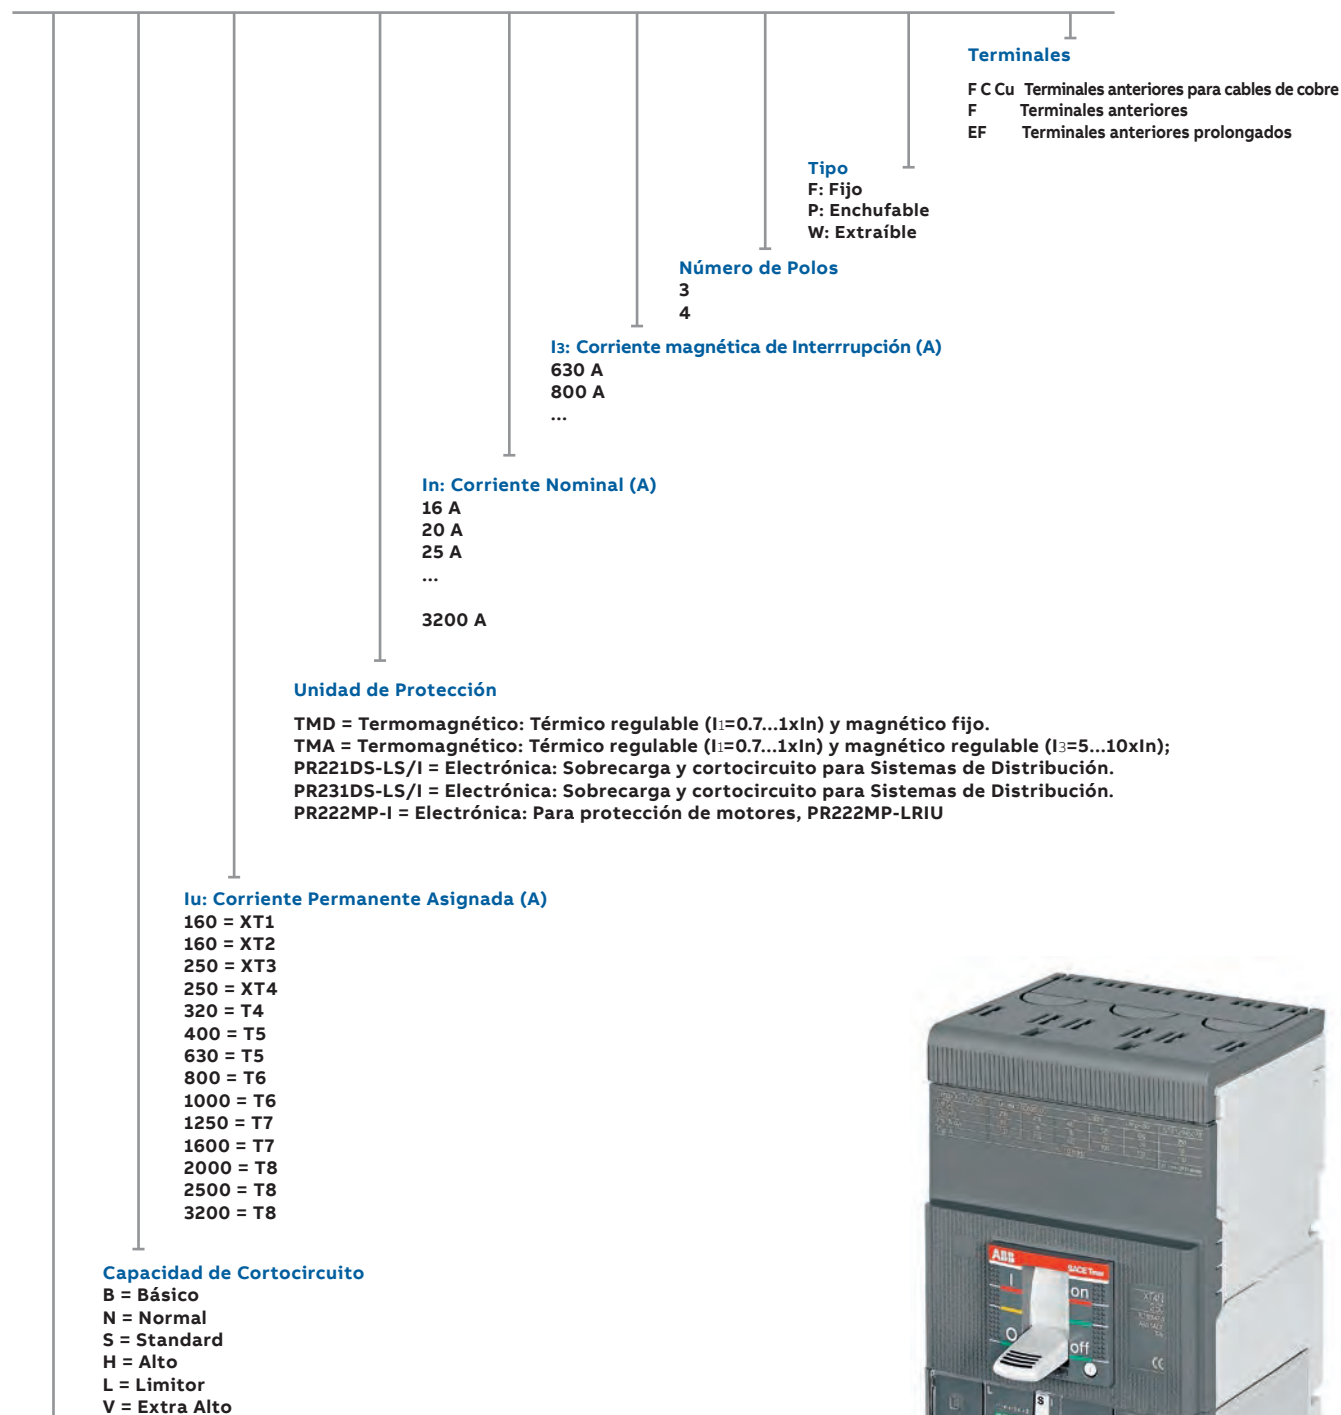 Terminales
F C Cu Terminales anteriores para cables de cobre
F Terminales anteriores
EF Terminales anteriores prolongados
Tipo
F: Fijo
P: Enchufable
W: Extraíble
Número de Polos
3
4
I3: Corriente magnética de Interrrupción (A)
630 A
800 A
...
In: Corriente Nominal (A)
16 A
20 A
25 A
...
3200 A
Unidad de Protección
TMD = Termomagnético: Térmico regulable (I1=0.7...1xIn) y magnético fijo.
TMA = Termomagnético: Térmico regulable (I1=0.7...1xIn) y magnético regulable (I3=5...10xIn);
PR221DS-LS/I = Electrónica: Sobrecarga y cortocircuito para Sistemas de Distribución.
PR231DS-LS/I = Electrónica: Sobrecarga y cortocircuito para Sistemas de Distribución.
PR222MP-I = Electrónica: Para protección de motores, PR222MP-LRIU
Iu: Corriente Permanente Asignada (A)
160 = XT1
160 = XT2
250 = XT3
250 = XT4
320 = T4
400 = T5
630 = T5
800 = T6
1000 = T6
1250 = T7
1600 = T7
2000 = T8
2500 = T8
3200 = T8
Capacidad de Cortocircuito
B = Básico
N = Normal
S = Standard
H = Alto
L = Limitor
V = Extra Alto
ABB
SACE Tmax
I
on
O
off
CE
L
S